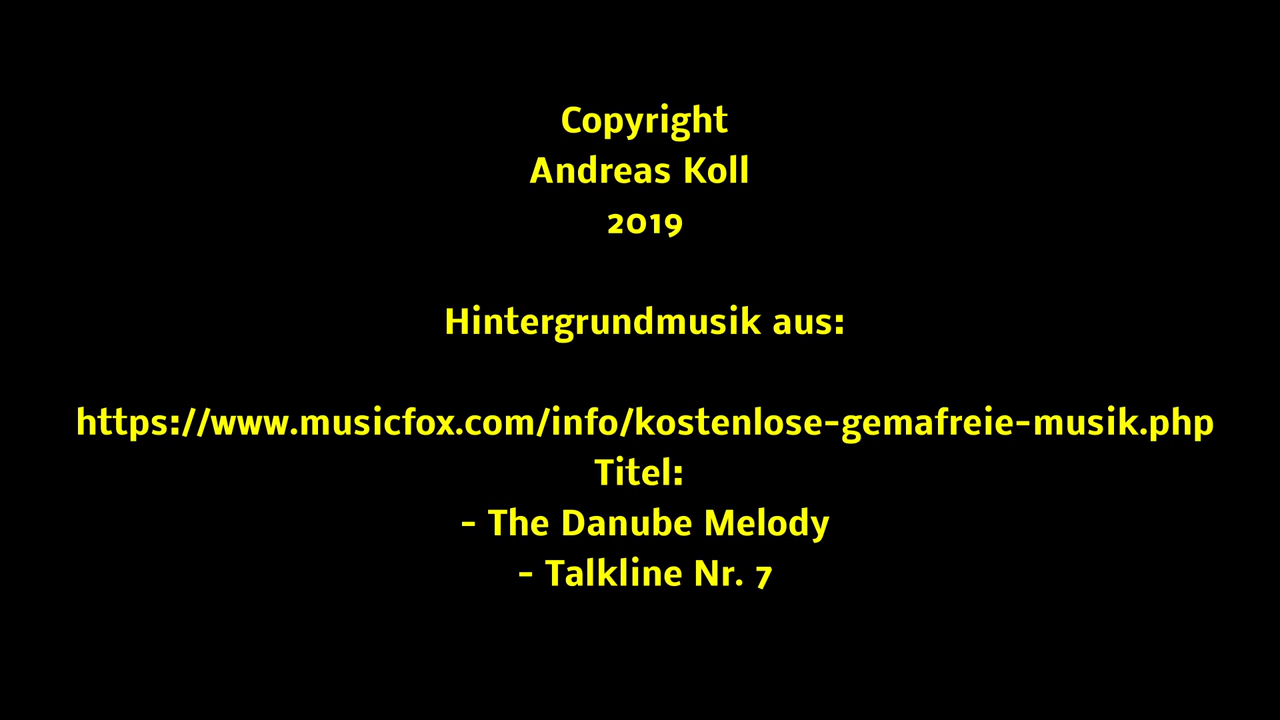 Copyright
Andreas Koll
2019
Hintergrundmusik aus:
https://www.musicfox.com/info/kostenlose-gemafreie-musik.php
Titel:
- The Danube Melody
- Talkline Nr. 7